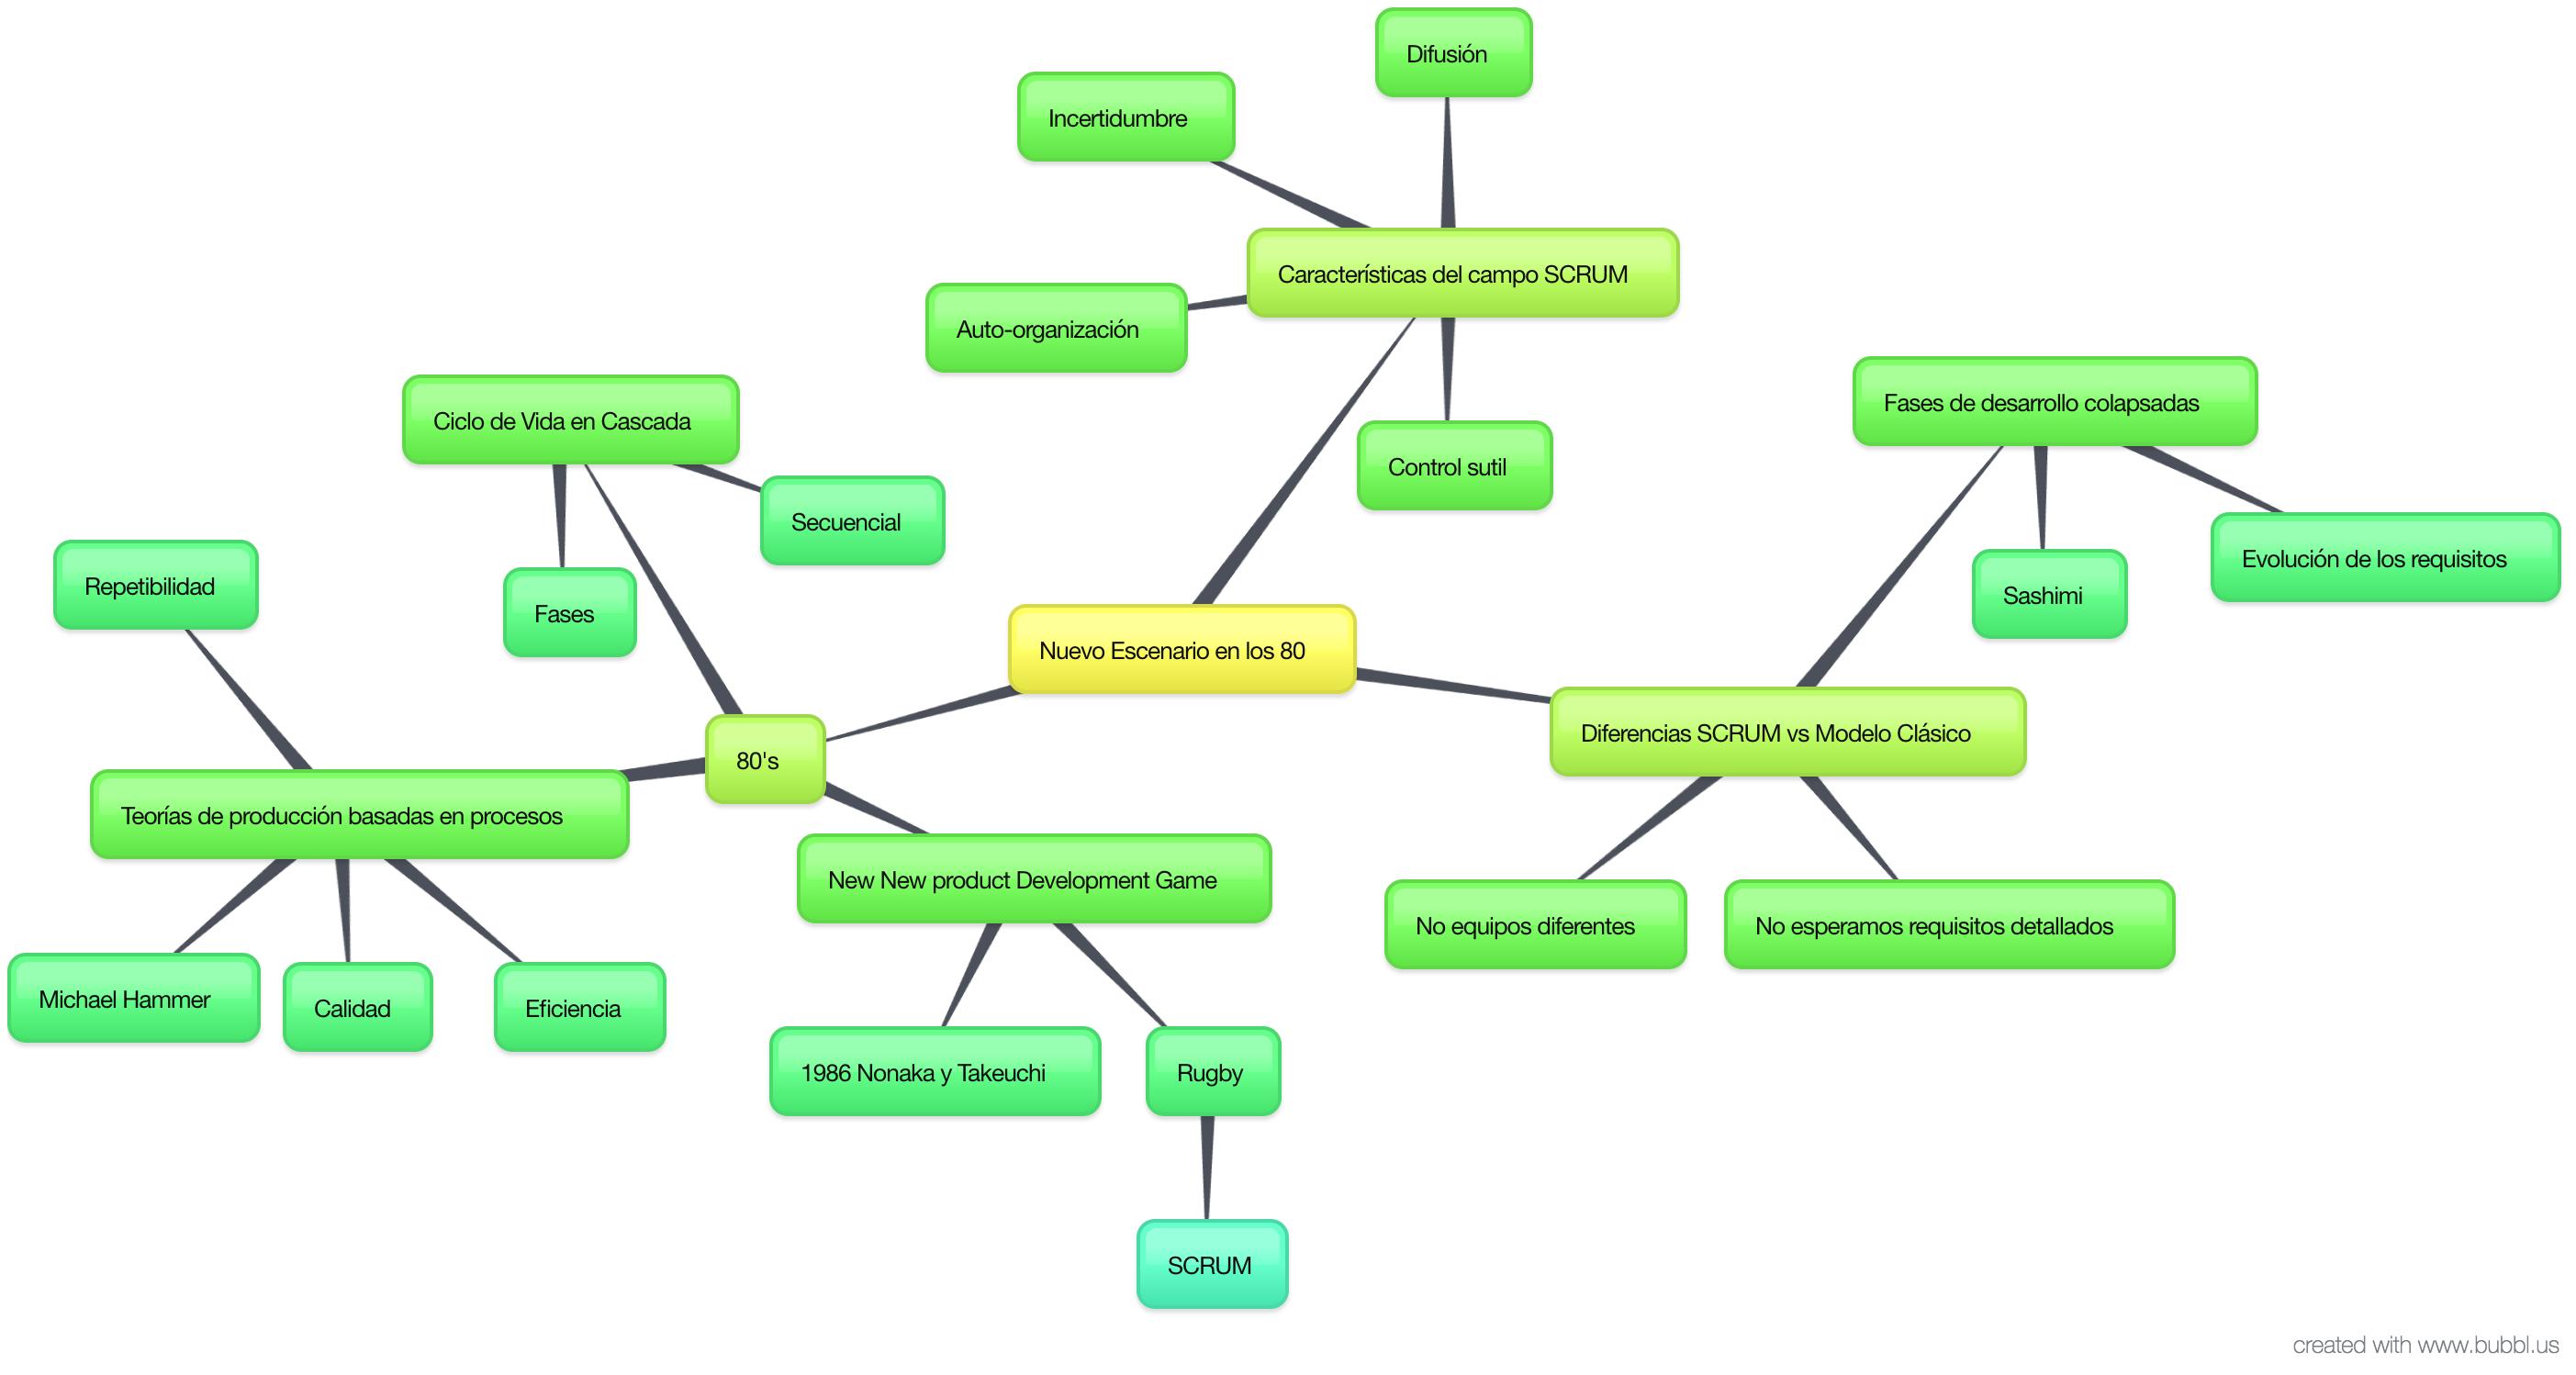 Difusión
Incertidumbre
Características del campo SCRUM
Auto-organización
Control sutil
Ciclo de Vida en Cascada
Secuencial
Fases
Repetibilidad
Fases de desarrollo colapsadas
Evolución de los requisitos
Sashimi
Nuevo Escenario en los 80
80's
Diferencias SCRUM vs Modelo Clásico
Teorías de producción basadas en procesos
New New product Development Game
No equipos diferentes
No esperamos requisitos detallados
Michael Hammer
Calidad
Eficiencia
1986 Nonaka y Takeuchi
Rugby
SCRUM
created with www.bubbl.us